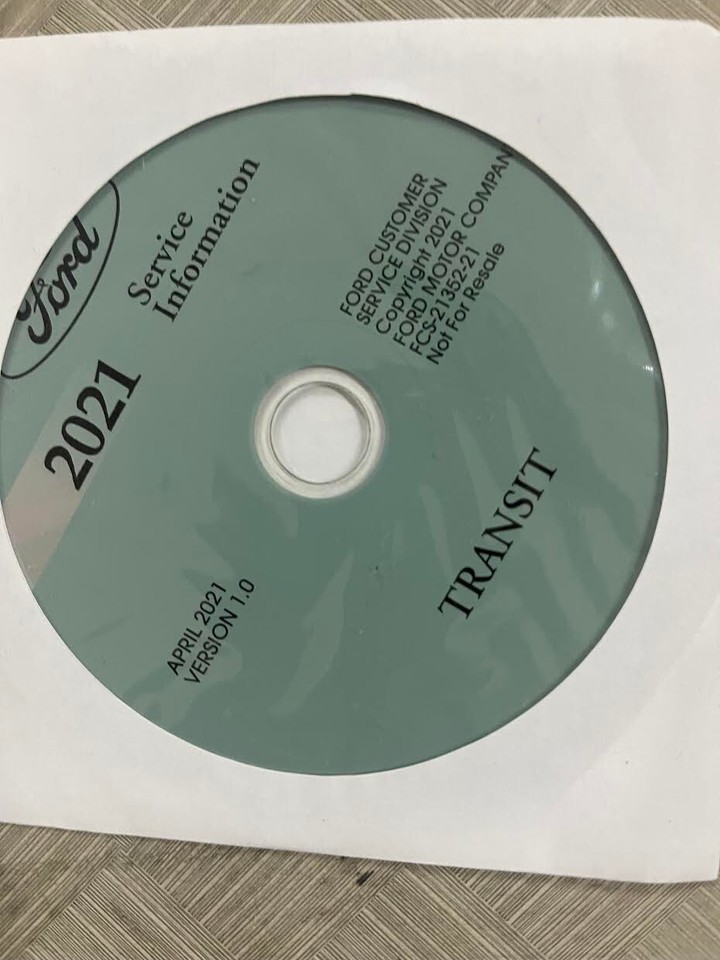 Ford
Service
Information
2021
FORD CUSTOMER
SERVICE DIVISION
Copyright 2021
FORD MOTOR COMPAN
FCS-21352-21
Not For Resale
TRANSIT
APRIL 2021
VERSION 1.0